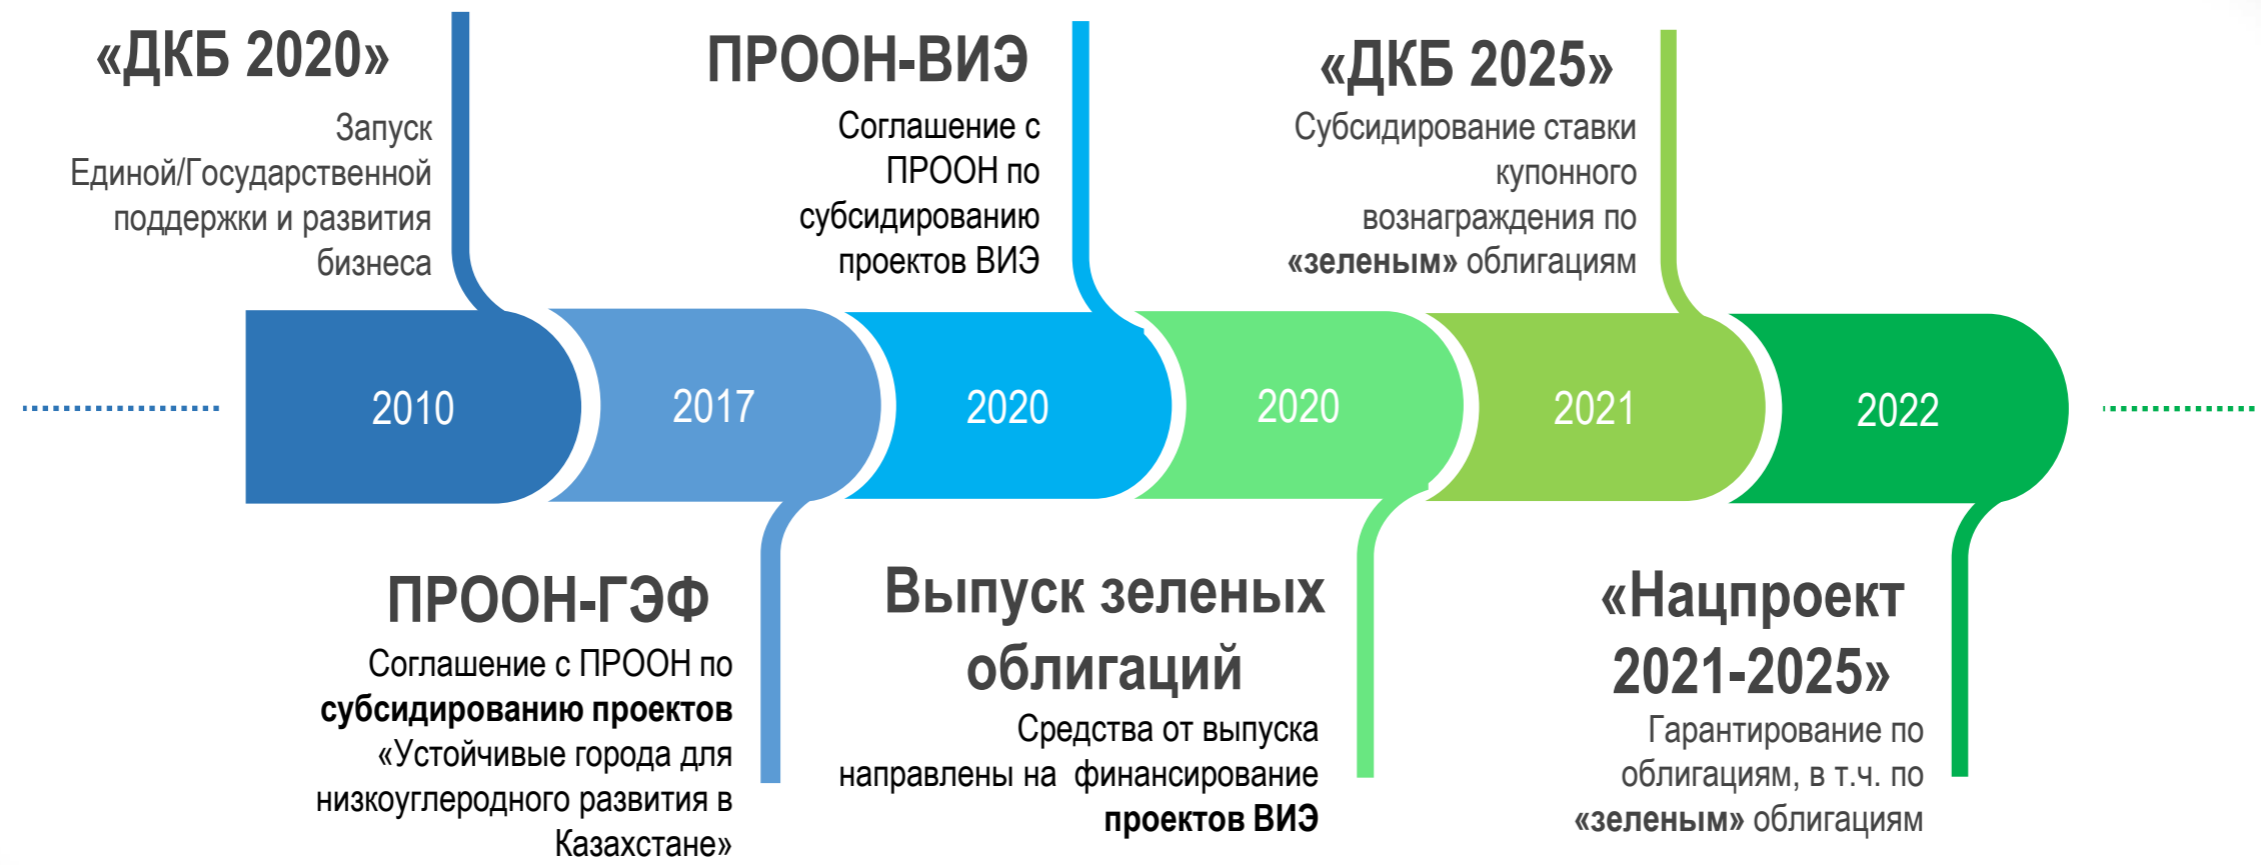 «ДКБ 2020»
Запуск
Единой/Государственной
поддержки и развития
бизнеса
ПРООН-ВИЭ
Соглашение с
ПРООН по
субсидированию
проектов ВИЭ
«ДКБ 2025»
Субсидирование ставки
купонного
вознаграждения по
«зеленым» облигациям
2010
2017
2020
2020
2021
2022
ПРООН-ГЭФ
Соглашение с ПРООН по
субсидированию проектов
«Устойчивые города для
низкоуглеродного развития в
Казахстане»
Выпуск зеленых
облигаций
Средства от выпуска
направлены на финансирование
проектов ВИЭ
«Нацпроект
2021-2025»
Гарантирование по
облигациям, в т.ч. по
«зеленым» облигациям